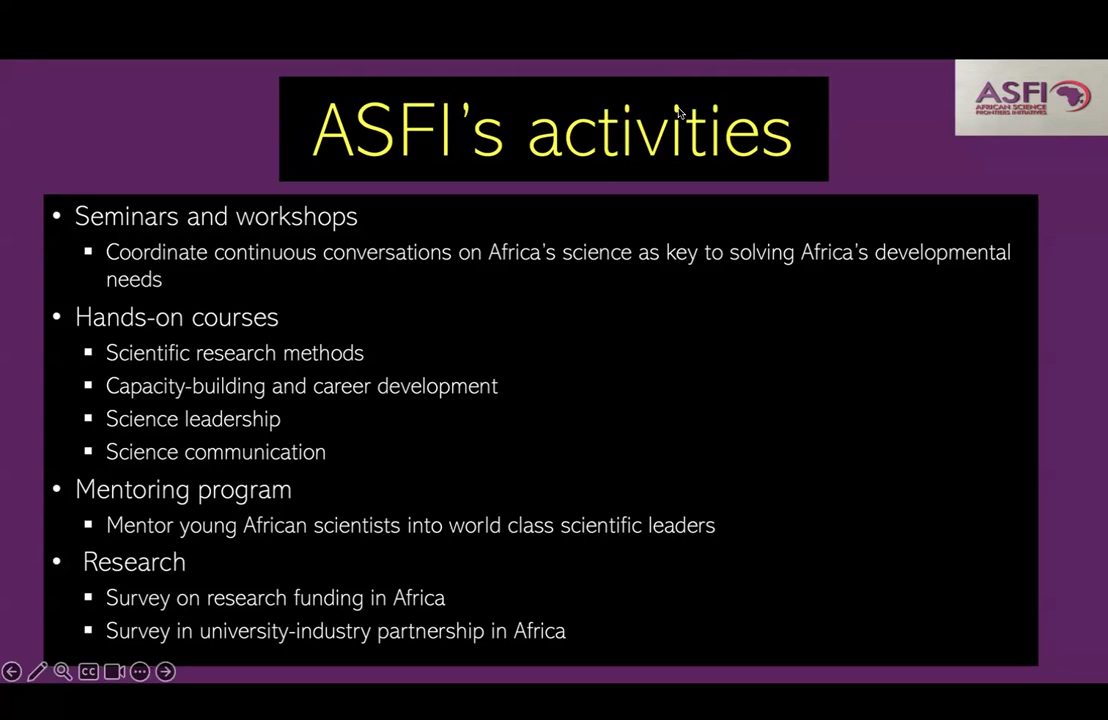 ASFI's activities
ASFI
AFRICAN SCIENCE
FRONTIERS INITIATIVES
• Seminars and workshops
▪ Coordinate continuous conversations on Africa's science as key to solving Africa's developmental
needs
• Hands-on courses
▪ Scientific research methods
▪ Capacity-building and career development
▪ Science leadership
▪ Science communication
• Mentoring program
▪ Mentor young African scientists into world class scientific leaders
• Research
▪ Survey on research funding in Africa
▪ Survey in university-industry partnership in Africa
CC